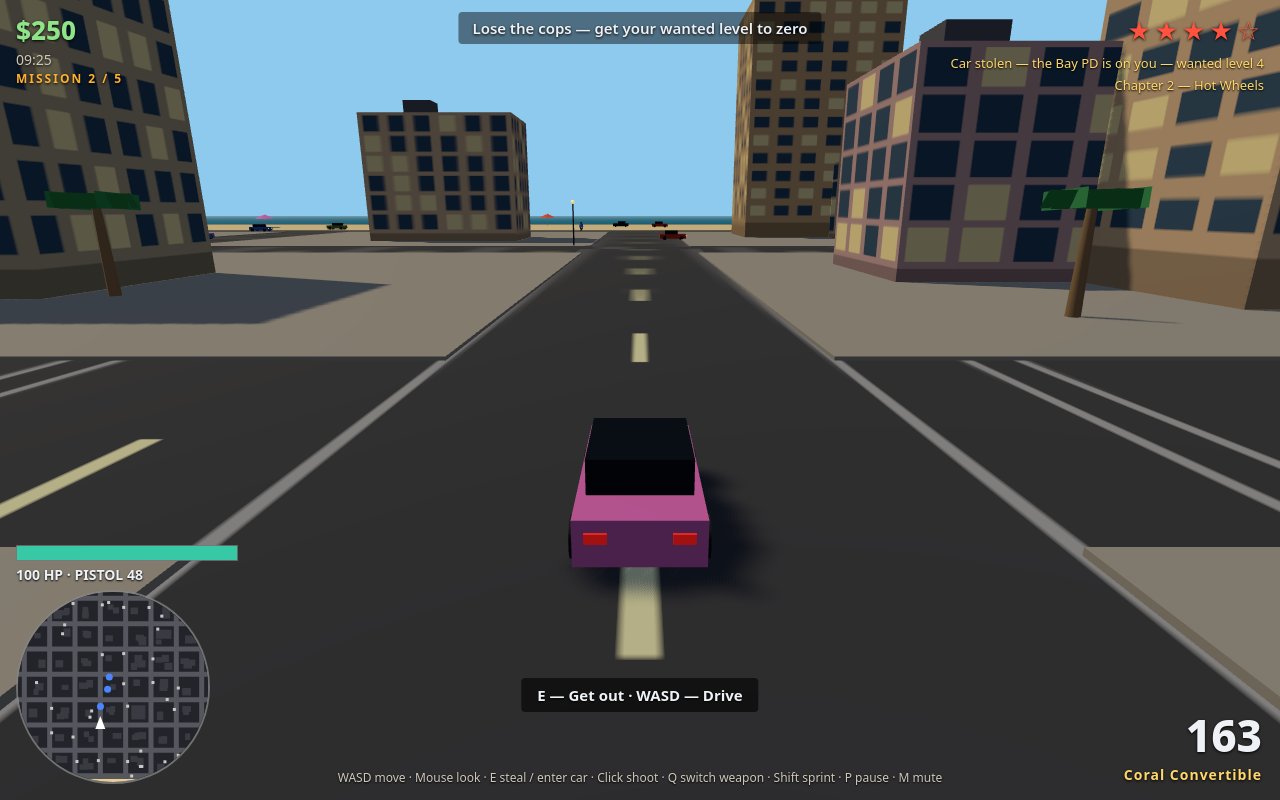 $250
09:25
MISSION 2 / 5
Lose the cops — get your wanted level to zero
★ ★ ★ ★ ☆
Car stolen — the Bay PD is on you — wanted level 4
Chapter 2 — Hot Wheels
100 HP · PISTOL 48
E — Get out · WASD — Drive
163
Coral Convertible
WASD move · Mouse look · E steal / enter car · Click shoot · Q switch weapon · Shift sprint · P pause · M mute